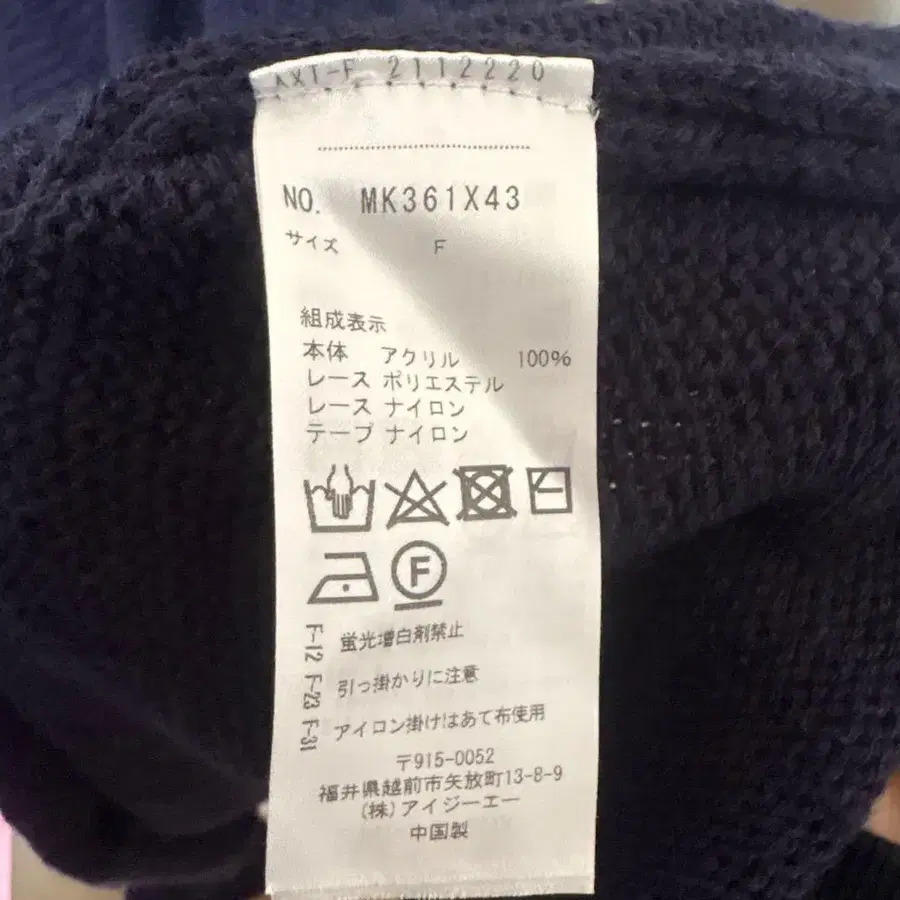 AXT-F 2112220
NO. MK361X43
サイズ F
組成表示
本体 アクリル 100%
レース ポリエステル
レース ナイロン
テープ ナイロン
F
F-12 F-23 F-31
蛍光増白剤禁止
引っ掛かりに注意
アイロン掛けはあて布使用
〒915-0052
福井県越前市矢放町13-8-9
(株)アイジーエー
中国製